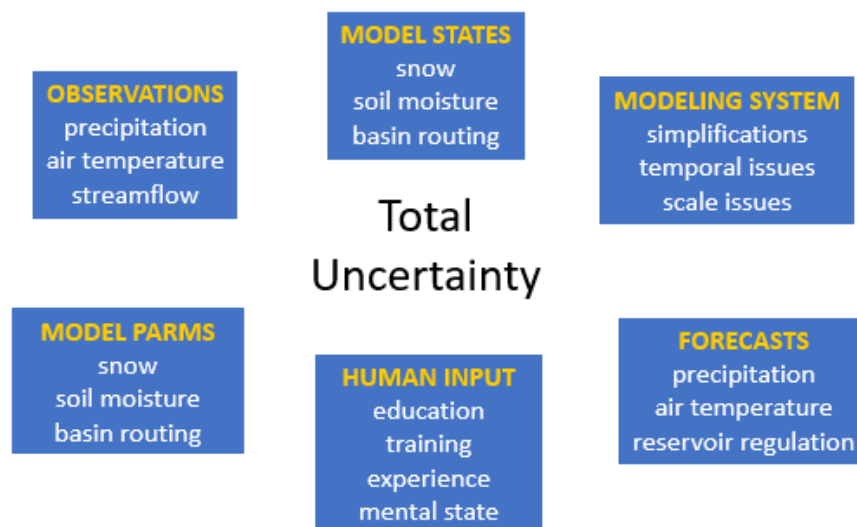 MODEL STATES
snow
soil moisture
basin routing
OBSERVATIONS
precipitation
air temperature
streamflow
MODELING SYSTEM
simplifications
temporal issues
scale issues
Total
Uncertainty
MODEL PARMS
snow
soil moisture
basin routing
HUMAN INPUT
education
training
experience
mental state
FORECASTS
precipitation
air temperature
reservoir regulation